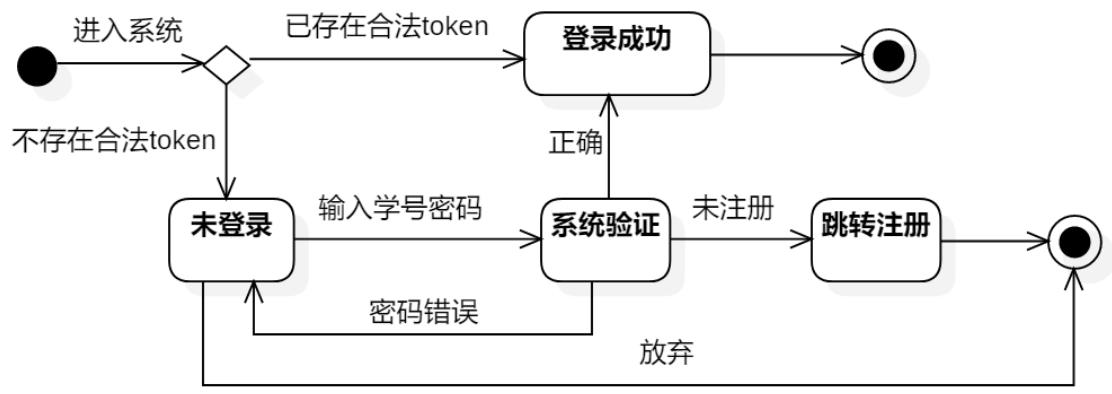 进入系统
已存在合法token
登录成功
不存在合法token
正确
未登录
输入学号密码
系统验证
未注册
跳转注册
密码错误
放弃